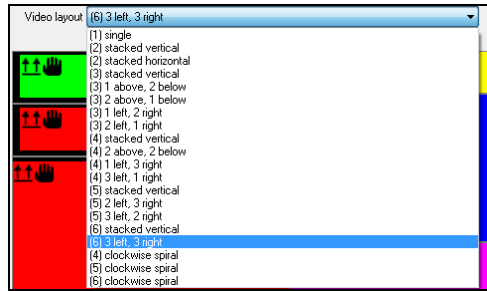 Video layout (6) 3 left, 3 right
(1) single
(2) stacked vertical
(2) stacked horizontal
(3) stacked vertical
(3) 1 above, 2 below
(3) 2 above, 1 below
(3) 1 left, 2 right
(3) 2 left, 1 right
(4) stacked vertical
(4) 2 above, 2 below
(4) 1 left, 3 right
(4) 3 left, 1 right
(5) stacked vertical
(5) 2 left, 3 right
(5) 3 left, 2 right
(6) stacked vertical
(6) 3 left, 3 right
(4) clockwise spiral
(5) clockwise spiral
(6) clockwise spiral